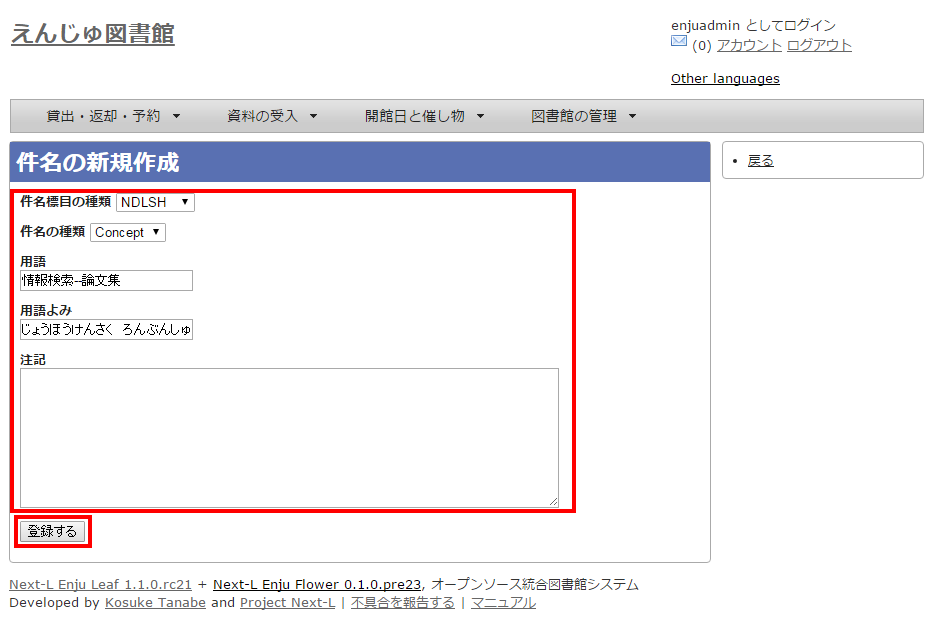 えんじゅ図書館
enjuadmin としてログイン
(0) アカウント ログアウト
Other languages
貸出・返却・予約 ▼ 資料の受入 ▼ 開館日と催し物 ▼ 図書館の管理 ▼
件名の新規作成
• 戻る
件名標目の種類 NDLSH ▼
件名の種類 Concept ▼
用語
情報検索--論文集
用語よみ
じょうほうけんさく ろんぶんしゅ
注記
登録する
Next-L Enju Leaf 1.1.0.rc21 + Next-L Enju Flower 0.1.0.pre23, オープンソース統合図書館システム
Developed by Kosuke Tanabe and Project Next-L | 不具合を報告する | マニュアル